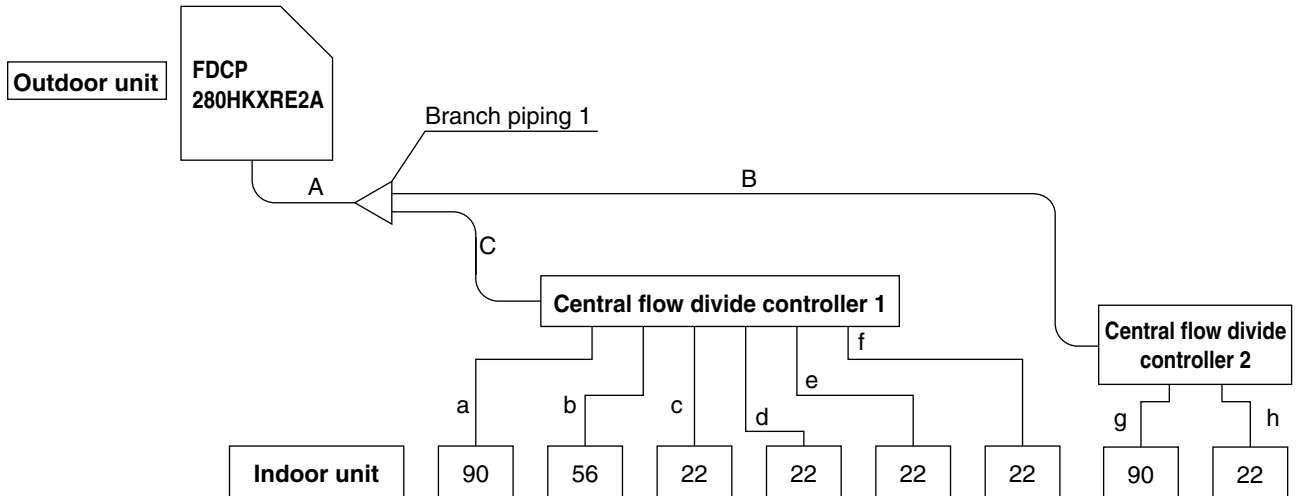 Outdoor unit
FDCP
280HKXRE2A
Branch piping 1
A
B
C
Central flow divide controller 1
Central flow divide
controller 2
a
b
c
d
e
f
g
h
Indoor unit
90
56
22
22
22
22
90
22